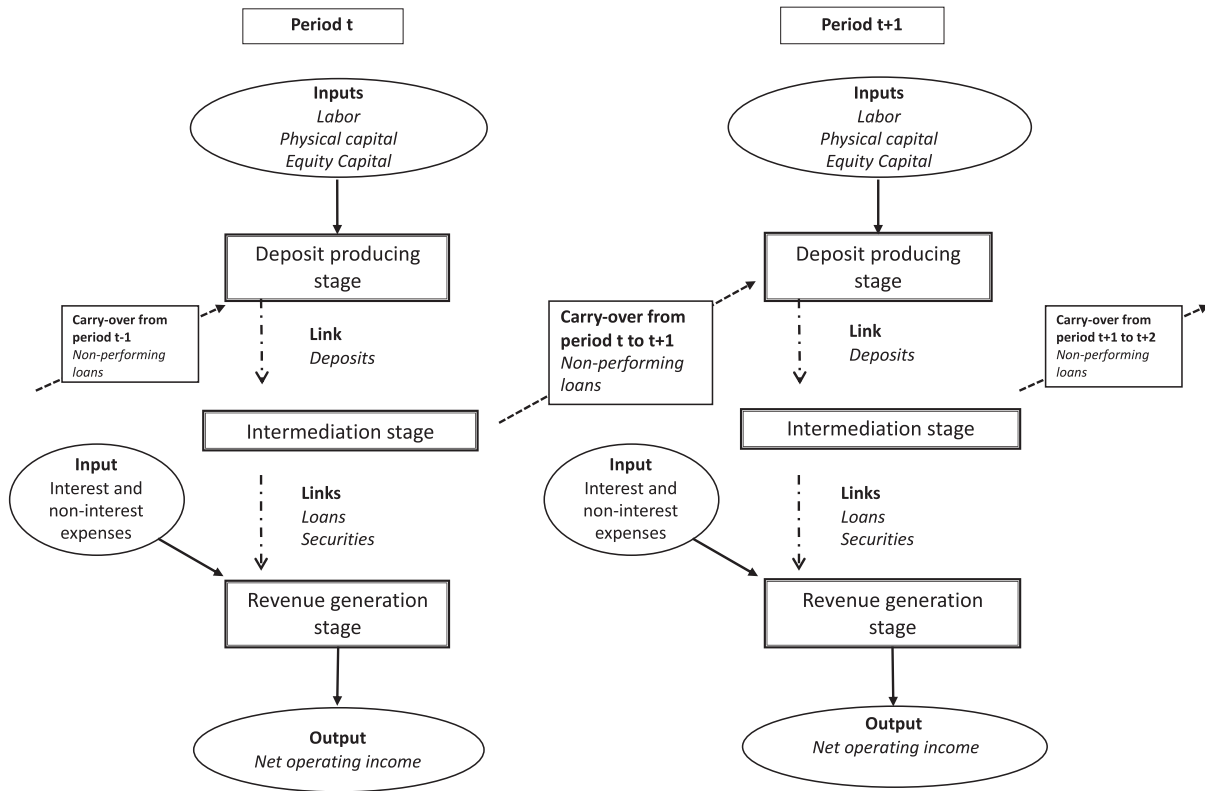 Period t
Period t+1
Inputs
Labor
Physical capital
Equity Capital
Inputs
Labor
Physical capital
Equity Capital
Deposit producing
stage
Deposit producing
stage
Carry-over from
period t-1
Non-performing
loans
Link
Deposits
Carry-over from
period t to t+1
Non-performing
loans
Link
Deposits
Carry-over from
period t+1 to t+2
Non-performing
loans
Intermediation stage
Intermediation stage
Input
Interest and
non-interest
expenses
Links
Loans
Securities
Input
Interest and
non-interest
expenses
Links
Loans
Securities
Revenue generation
stage
Revenue generation
stage
Output
Net operating income
Output
Net operating income